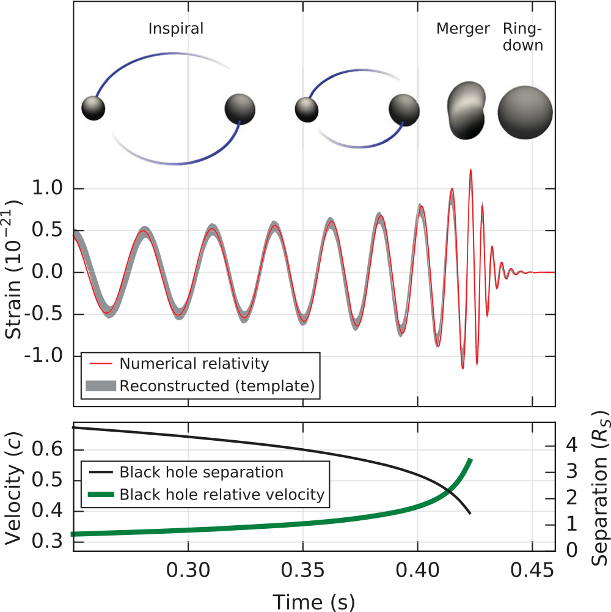 Inspiral
Merger
Ring-
down
Strain (10⁻²¹)
1.0
0.5
0.0
-0.5
-1.0
Numerical relativity
Reconstructed (template)
Velocity (c)
0.6
0.5
0.4
0.3
Black hole separation
Black hole relative velocity
4
3
2
1
0
Separation (R_S)
0.30 0.35 0.40 0.45
Time (s)